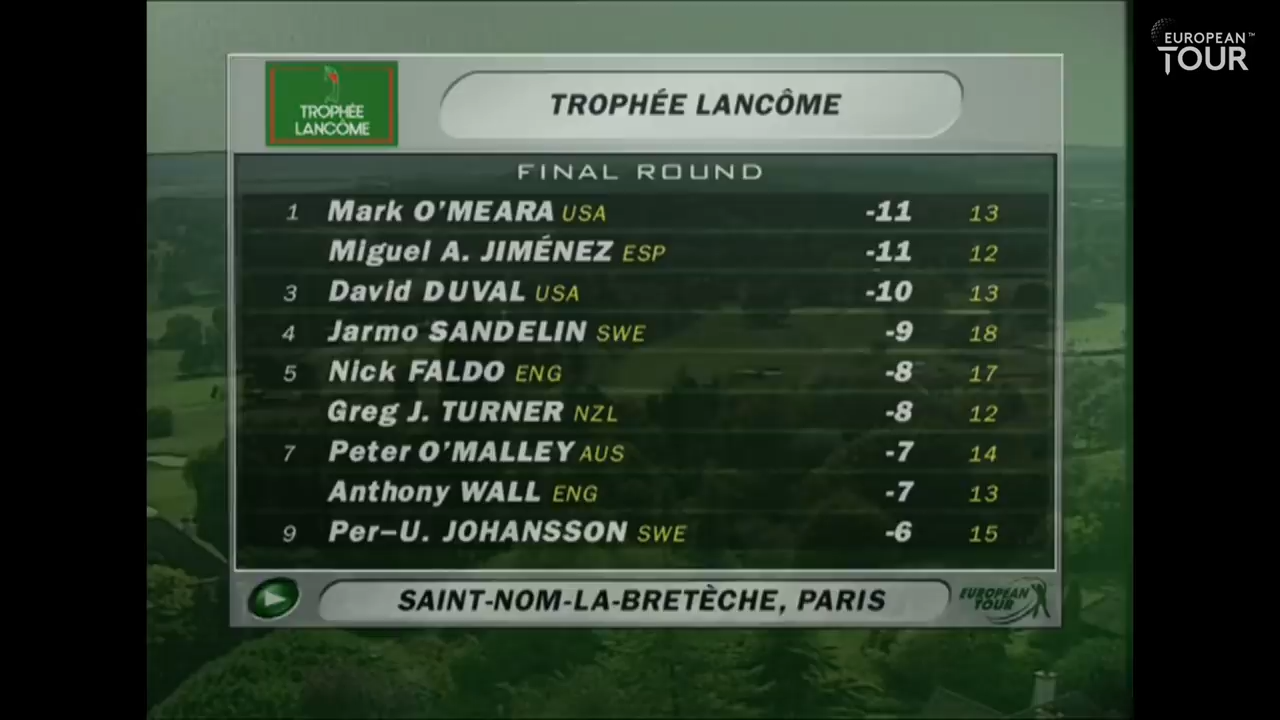 EUROPEAN™
TOUR
TROPHÉE
LANCÔME
TROPHÉE LANCÔME
FINAL ROUND
1 Mark O'MEARA USA -11 13
Miguel A. JIMÉNEZ ESP -11 12
3 David DUVAL USA -10 13
4 Jarmo SANDELIN SWE -9 18
5 Nick FALDO ENG -8 17
Greg J. TURNER NZL -8 12
7 Peter O'MALLEY AUS -7 14
Anthony WALL ENG -7 13
9 Per–U. JOHANSSON SWE -6 15
SAINT-NOM-LA-BRETÈCHE, PARIS
EUROPEAN
TOUR